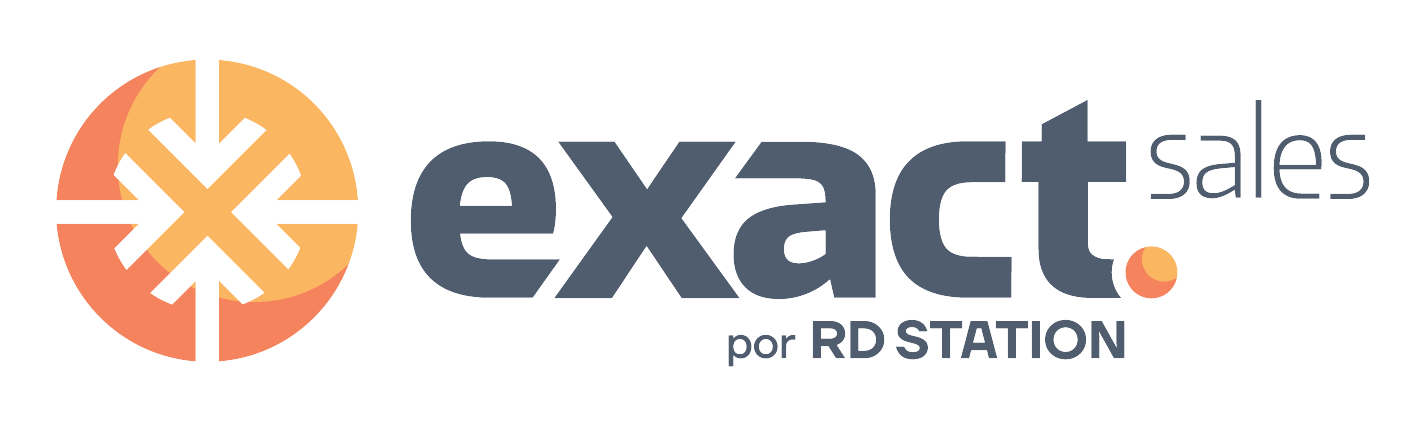 exact. sales
por RD STATION